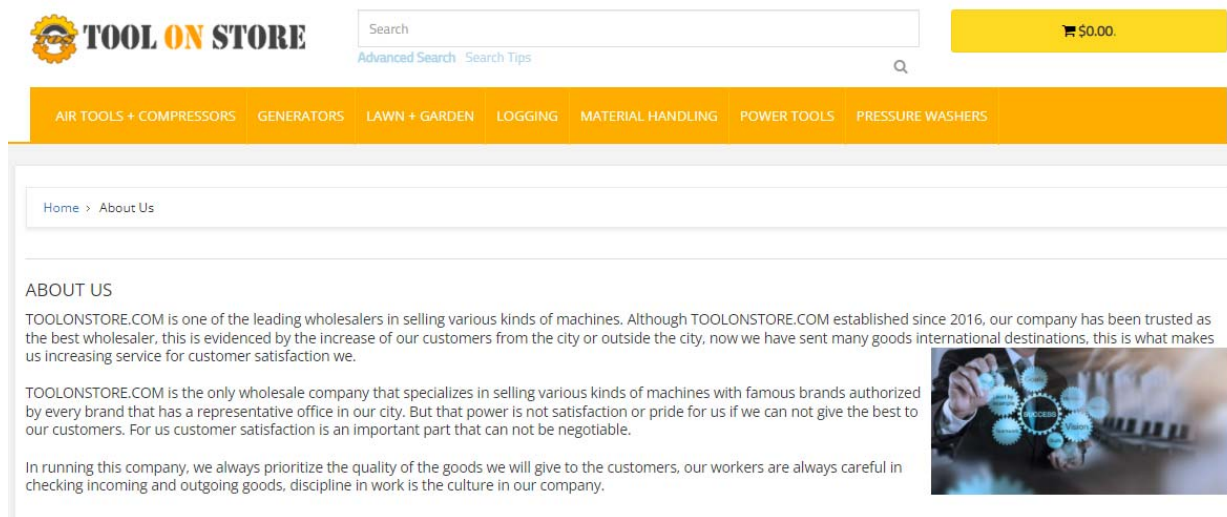 TOOL ON STORE
Search
$0.00.
Advanced Search Search Tips
AIR TOOLS + COMPRESSORS GENERATORS LAWN + GARDEN LOGGING MATERIAL HANDLING POWER TOOLS PRESSURE WASHERS
Home > About Us
ABOUT US
TOOLONSTORE.COM is one of the leading wholesalers in selling various kinds of machines. Although TOOLONSTORE.COM established since 2016, our company has been trusted as
the best wholesaler, this is evidenced by the increase of our customers from the city or outside the city, now we have sent many goods international destinations, this is what makes
us increasing service for customer satisfaction we.
TOOLONSTORE.COM is the only wholesale company that specializes in selling various kinds of machines with famous brands authorized
by every brand that has a representative office in our city. But that power is not satisfaction or pride for us if we can not give the best to
our customers. For us customer satisfaction is an important part that can not be negotiable.
In running this company, we always prioritize the quality of the goods we will give to the customers, our workers are always careful in
checking incoming and outgoing goods, discipline in work is the culture in our company.
Goals
SUCCESS
Vision
Teamwork